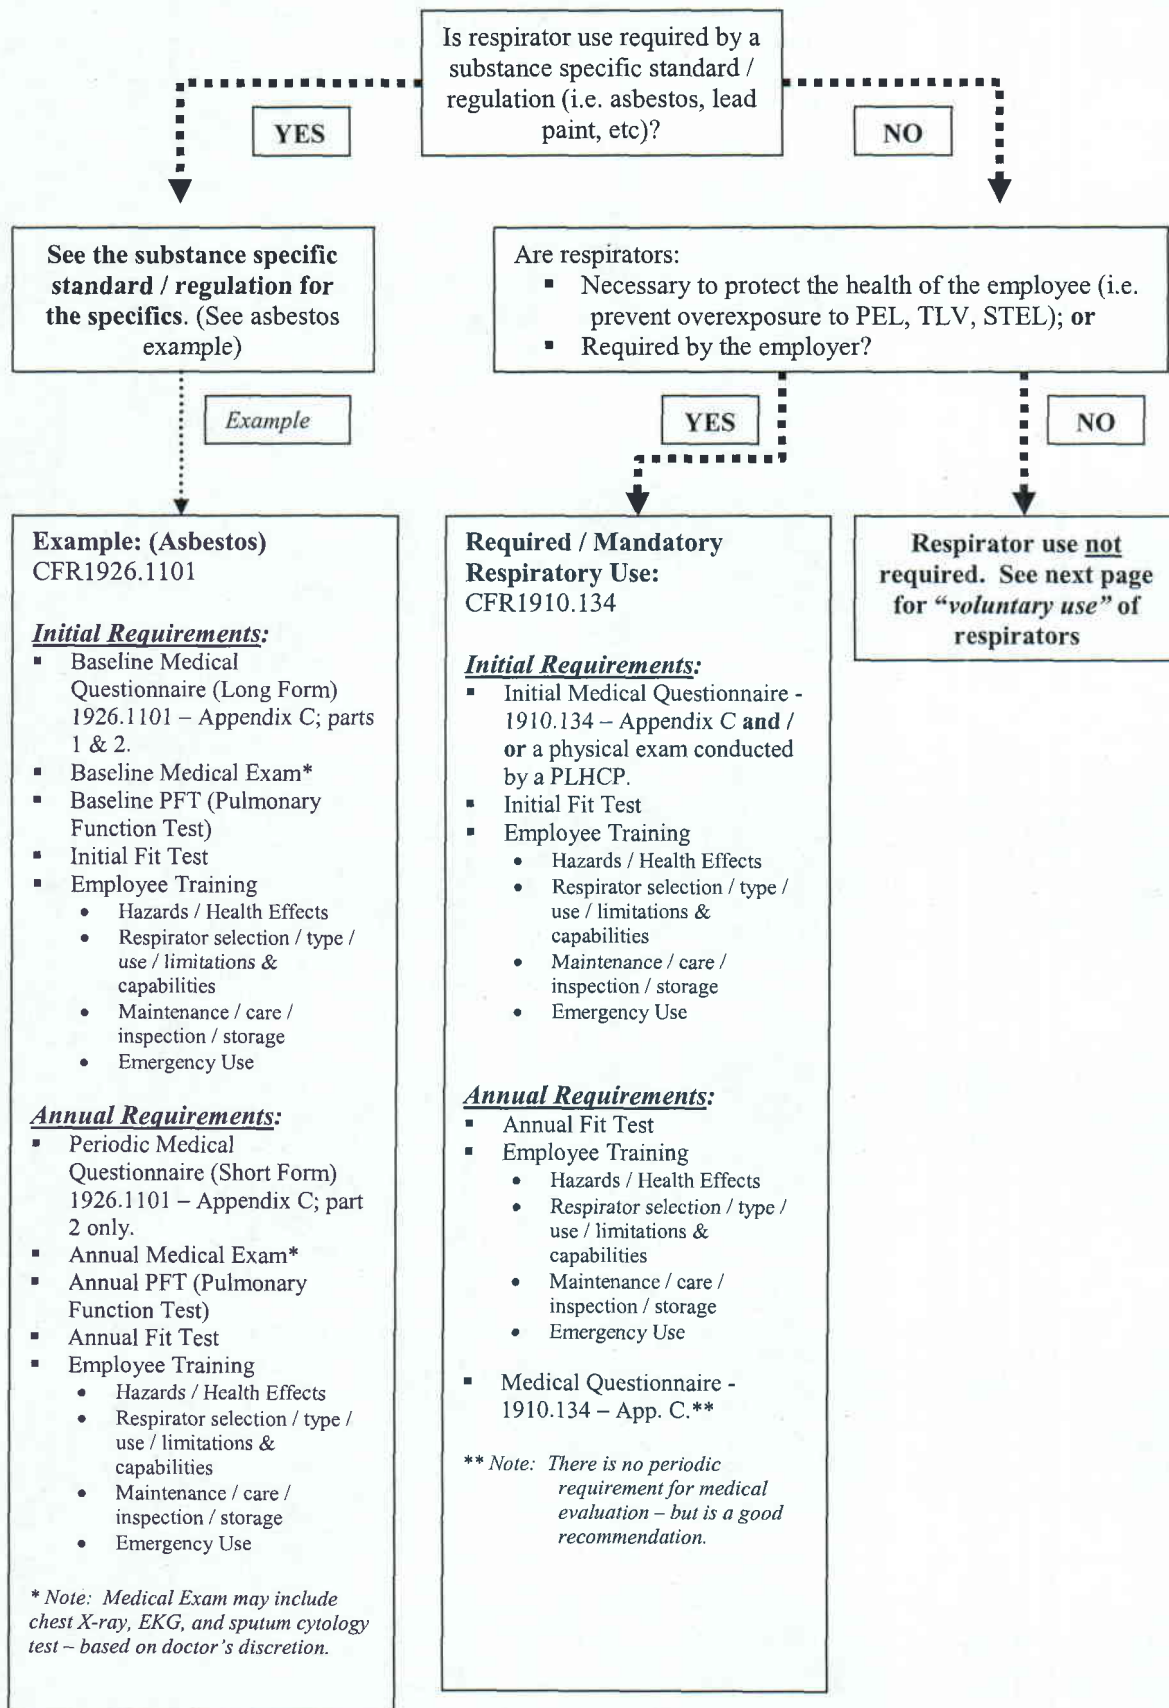 Is respirator use required by a
substance specific standard /
regulation (i.e. asbestos, lead
paint, etc)?
YES
NO
See the substance specific
standard / regulation for
the specifics. (See asbestos
example)
Are respirators:
▪ Necessary to protect the health of the employee (i.e.
prevent overexposure to PEL, TLV, STEL); or
▪ Required by the employer?
Example
YES
NO
Example: (Asbestos)
CFR1926.1101
Initial Requirements:
▪ Baseline Medical
Questionnaire (Long Form)
1926.1101 – Appendix C; parts
1 & 2.
▪ Baseline Medical Exam*
▪ Baseline PFT (Pulmonary
Function Test)
▪ Initial Fit Test
▪ Employee Training
• Hazards / Health Effects
• Respirator selection / type /
use / limitations &
capabilities
• Maintenance / care /
inspection / storage
• Emergency Use
Annual Requirements:
▪ Periodic Medical
Questionnaire (Short Form)
1926.1101 – Appendix C; part
2 only.
▪ Annual Medical Exam*
▪ Annual PFT (Pulmonary
Function Test)
▪ Annual Fit Test
▪ Employee Training
• Hazards / Health Effects
• Respirator selection / type /
use / limitations &
capabilities
• Maintenance / care /
inspection / storage
• Emergency Use
* Note: Medical Exam may include
chest X-ray, EKG, and sputum cytology
test – based on doctor's discretion.
Required / Mandatory
Respiratory Use:
CFR1910.134
Initial Requirements:
▪ Initial Medical Questionnaire -
1910.134 – Appendix C and /
or a physical exam conducted
by a PLHCP.
▪ Initial Fit Test
▪ Employee Training
• Hazards / Health Effects
• Respirator selection / type /
use / limitations &
capabilities
• Maintenance / care /
inspection / storage
• Emergency Use
Annual Requirements:
▪ Annual Fit Test
▪ Employee Training
• Hazards / Health Effects
• Respirator selection / type /
use / limitations &
capabilities
• Maintenance / care /
inspection / storage
• Emergency Use
▪ Medical Questionnaire -
1910.134 – App. C.**
** Note: There is no periodic
requirement for medical
evaluation – but is a good
recommendation.
Respirator use not
required. See next page
for "voluntary use" of
respirators